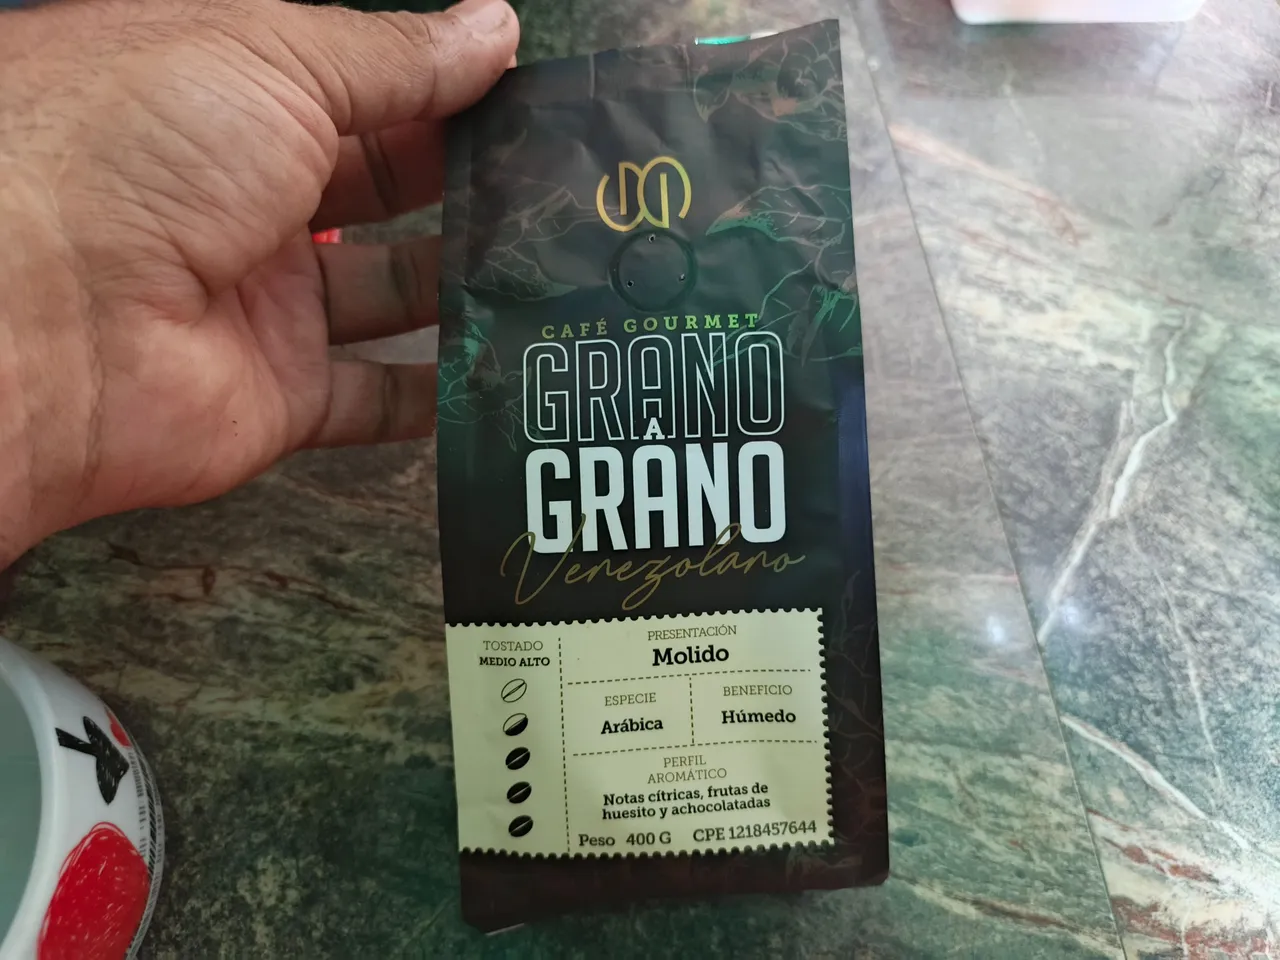 CAFÉ GOURMET
GRANO
A
GRANO
Venezolano
TOSTADO
MEDIO ALTO
PRESENTACIÓN
Molido
ESPECIE
Arábica
BENEFICIO
Húmedo
PERFIL
AROMÁTICO
Notas cítricas, frutas de
huesito y achocolatadas
Peso 400 G CPE 1218457644